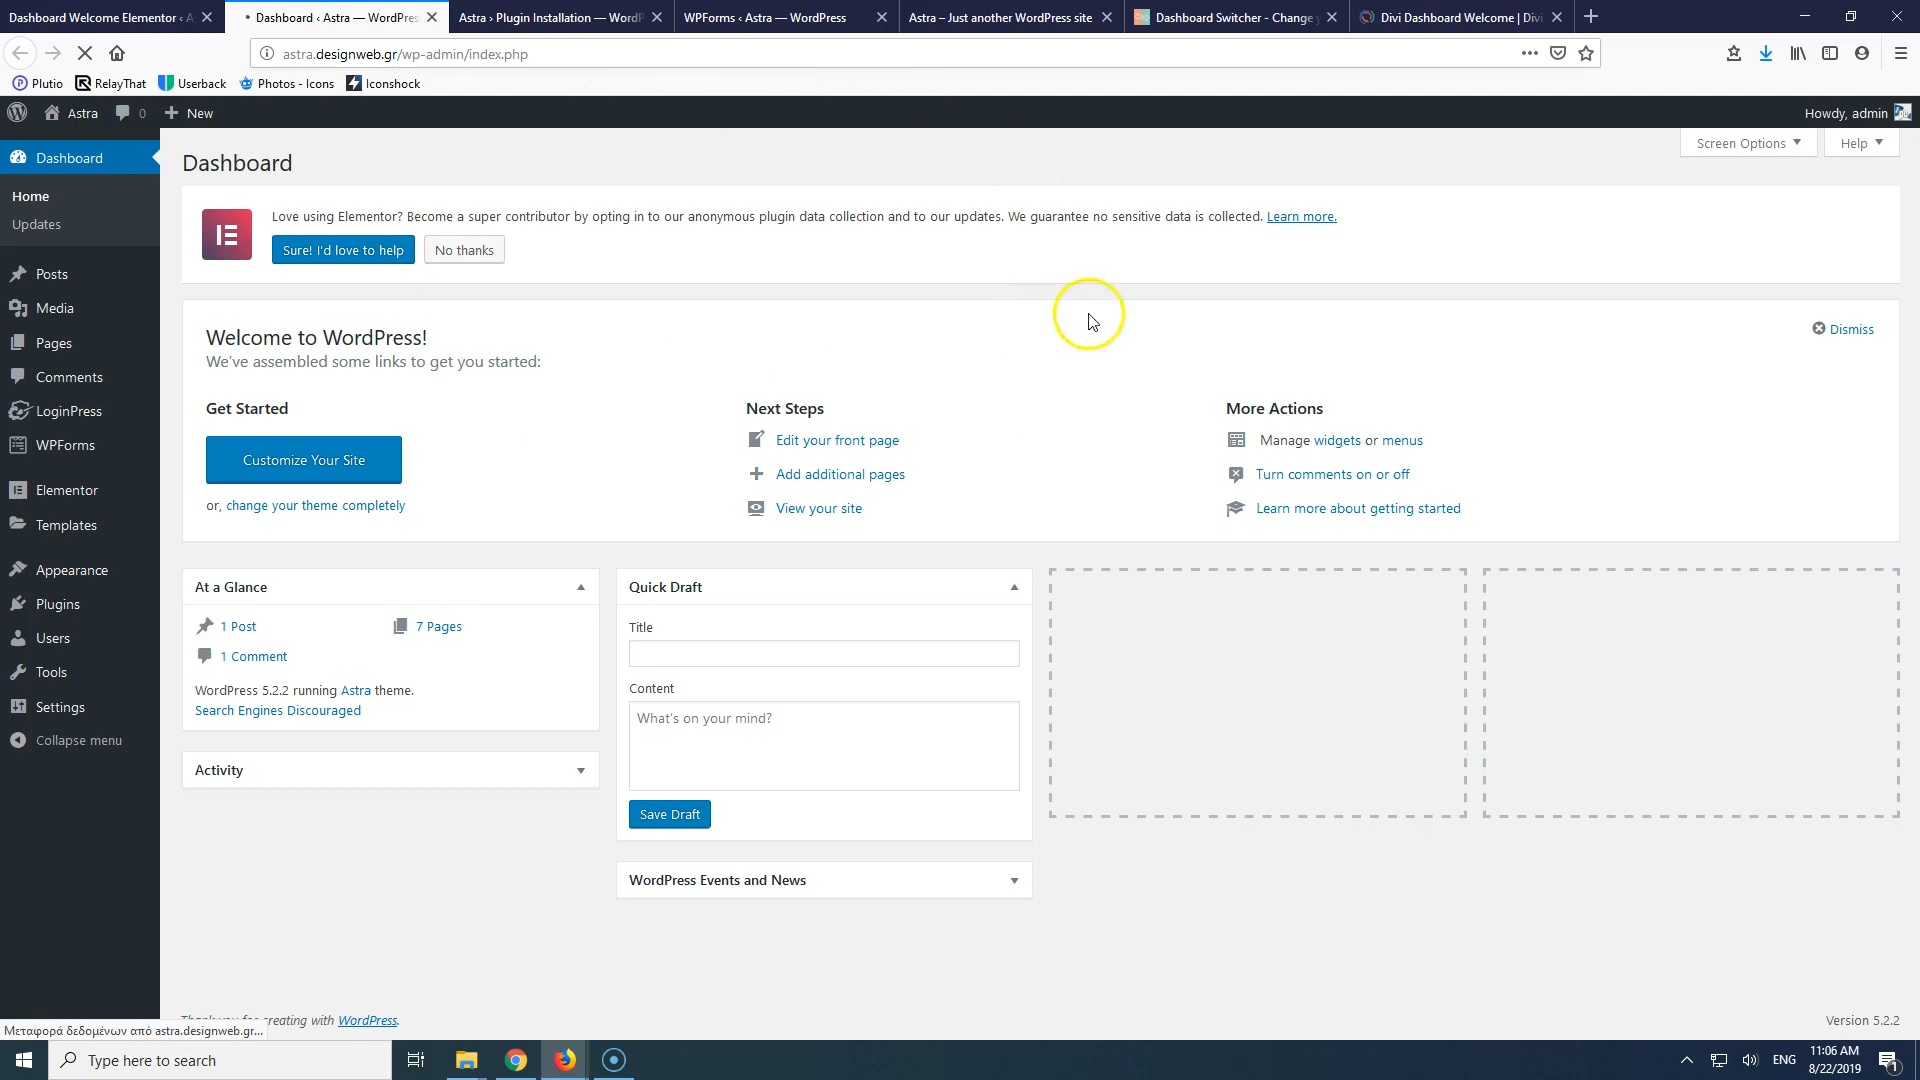 Dashboard Welcome Elementor ‹ A
Dashboard ‹ Astra — WordPres
Astra › Plugin Installation — WordP
WPForms ‹ Astra — WordPress
Astra – Just another WordPress site
Dashboard Switcher - Change y
Divi Dashboard Welcome | Divi
astra.designweb.gr/wp-admin/index.php
Plutio
RelayThat
Userback
Photos - Icons
Iconshock
Astra
0
New
Howdy, admin
Dashboard
Home
Updates
Posts
Media
Pages
Comments
LoginPress
WPForms
Elementor
Templates
Appearance
Plugins
Users
Tools
Settings
Collapse menu
Screen Options
Help
Dashboard
Love using Elementor? Become a super contributor by opting in to our anonymous plugin data collection and to our updates. We guarantee no sensitive data is collected. Learn more.
Sure! I'd love to help
No thanks
Welcome to WordPress!
We've assembled some links to get you started:
Dismiss
Get Started
Customize Your Site
or, change your theme completely
Next Steps
Edit your front page
Add additional pages
View your site
More Actions
Manage widgets or menus
Turn comments on or off
Learn more about getting started
At a Glance
1 Post
7 Pages
1 Comment
WordPress 5.2.2 running Astra theme.
Search Engines Discouraged
Activity
Quick Draft
Title
Content
What's on your mind?
Save Draft
WordPress Events and News
Thank you for creating with WordPress.
Version 5.2.2
Μεταφορά δεδομένων από astra.designweb.gr...
Type here to search
ENG
11:06 AM
8/22/2019
1